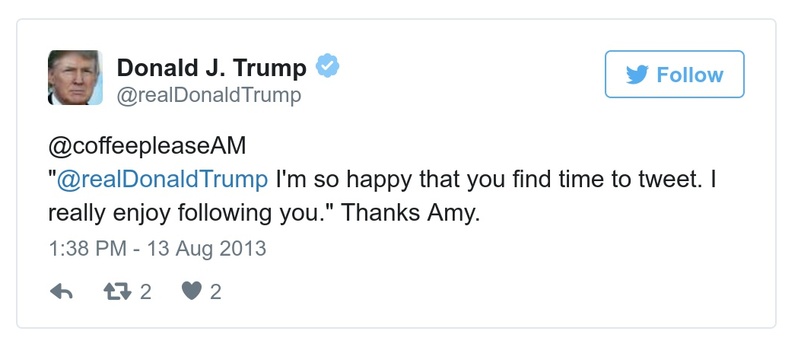 Donald J. Trump
@realDonaldTrump
Follow
@coffeepleaseAM
"@realDonaldTrump I'm so happy that you find time to tweet. I
really enjoy following you." Thanks Amy.
1:38 PM - 13 Aug 2013
2 2